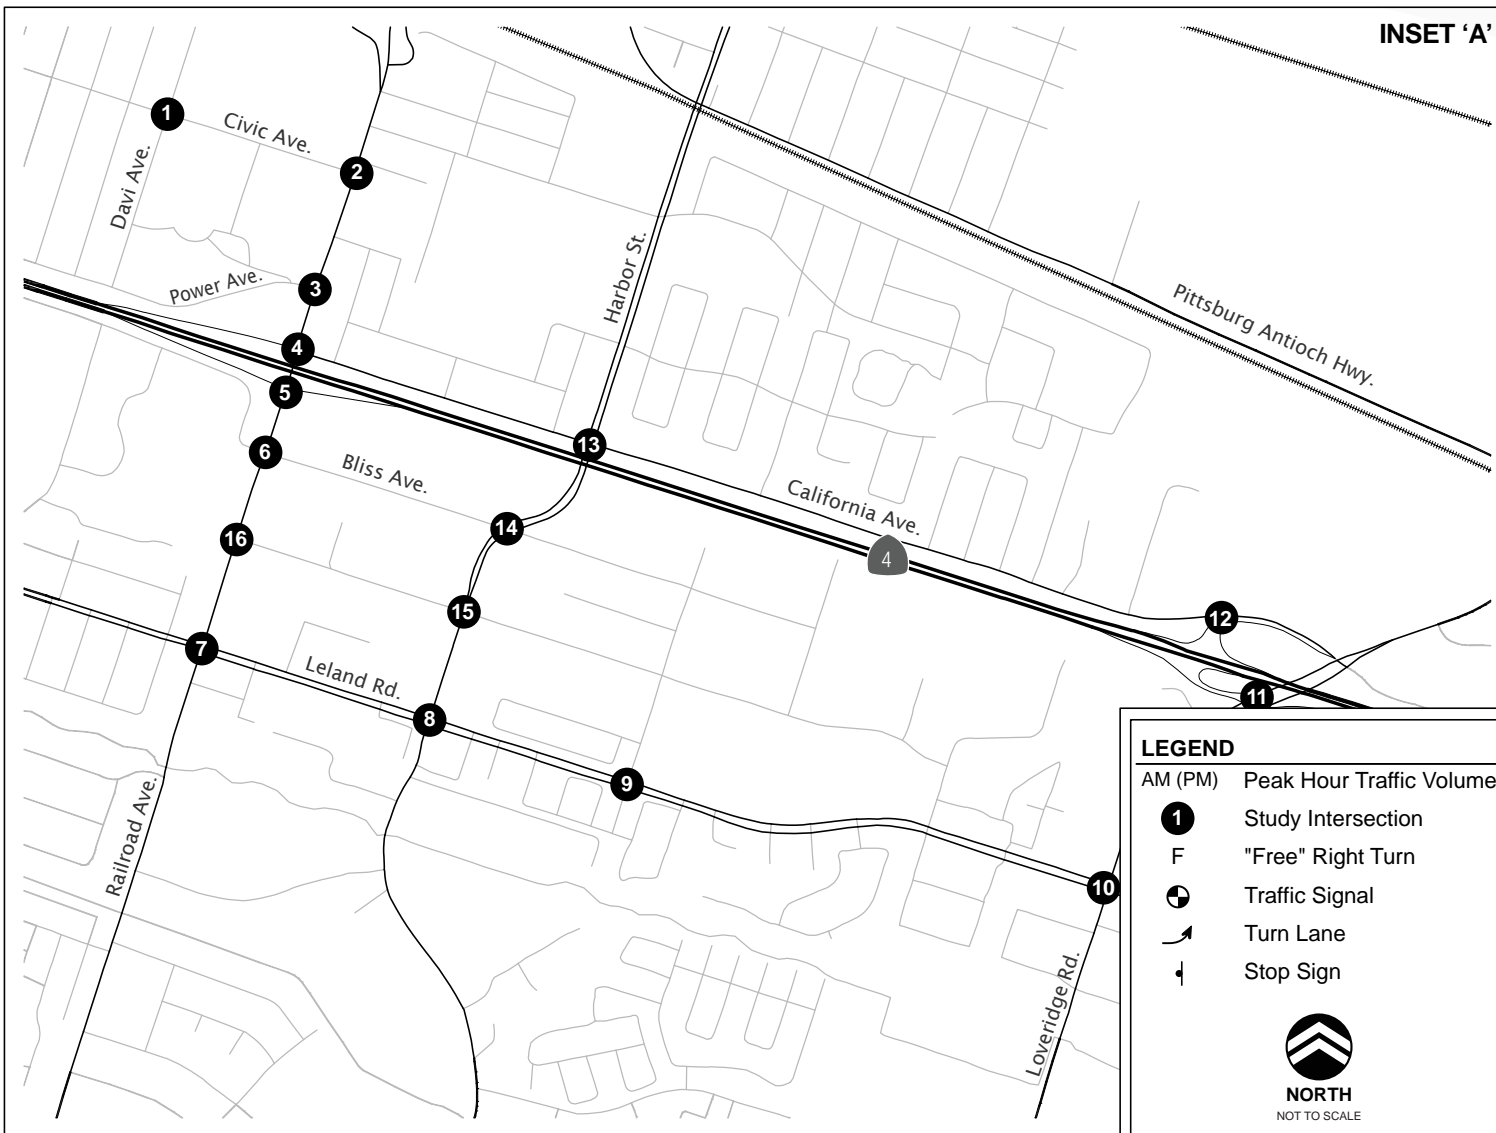 INSET ‘A’
1
Civic Ave.
2
Davi Ave.
Harbor St.
Power Ave.
3
Pittsburg Antioch Hwy.
4
5
13
6
Bliss Ave.
California Ave.
14
16
4
15
12
7
Leland Rd.
11
8
9
Railroad Ave.
10
Loveridge Rd.
LEGEND
AM (PM) Peak Hour Traffic Volume
1 Study Intersection
F "Free" Right Turn
Traffic Signal
Turn Lane
Stop Sign
NORTH
NOT TO SCALE